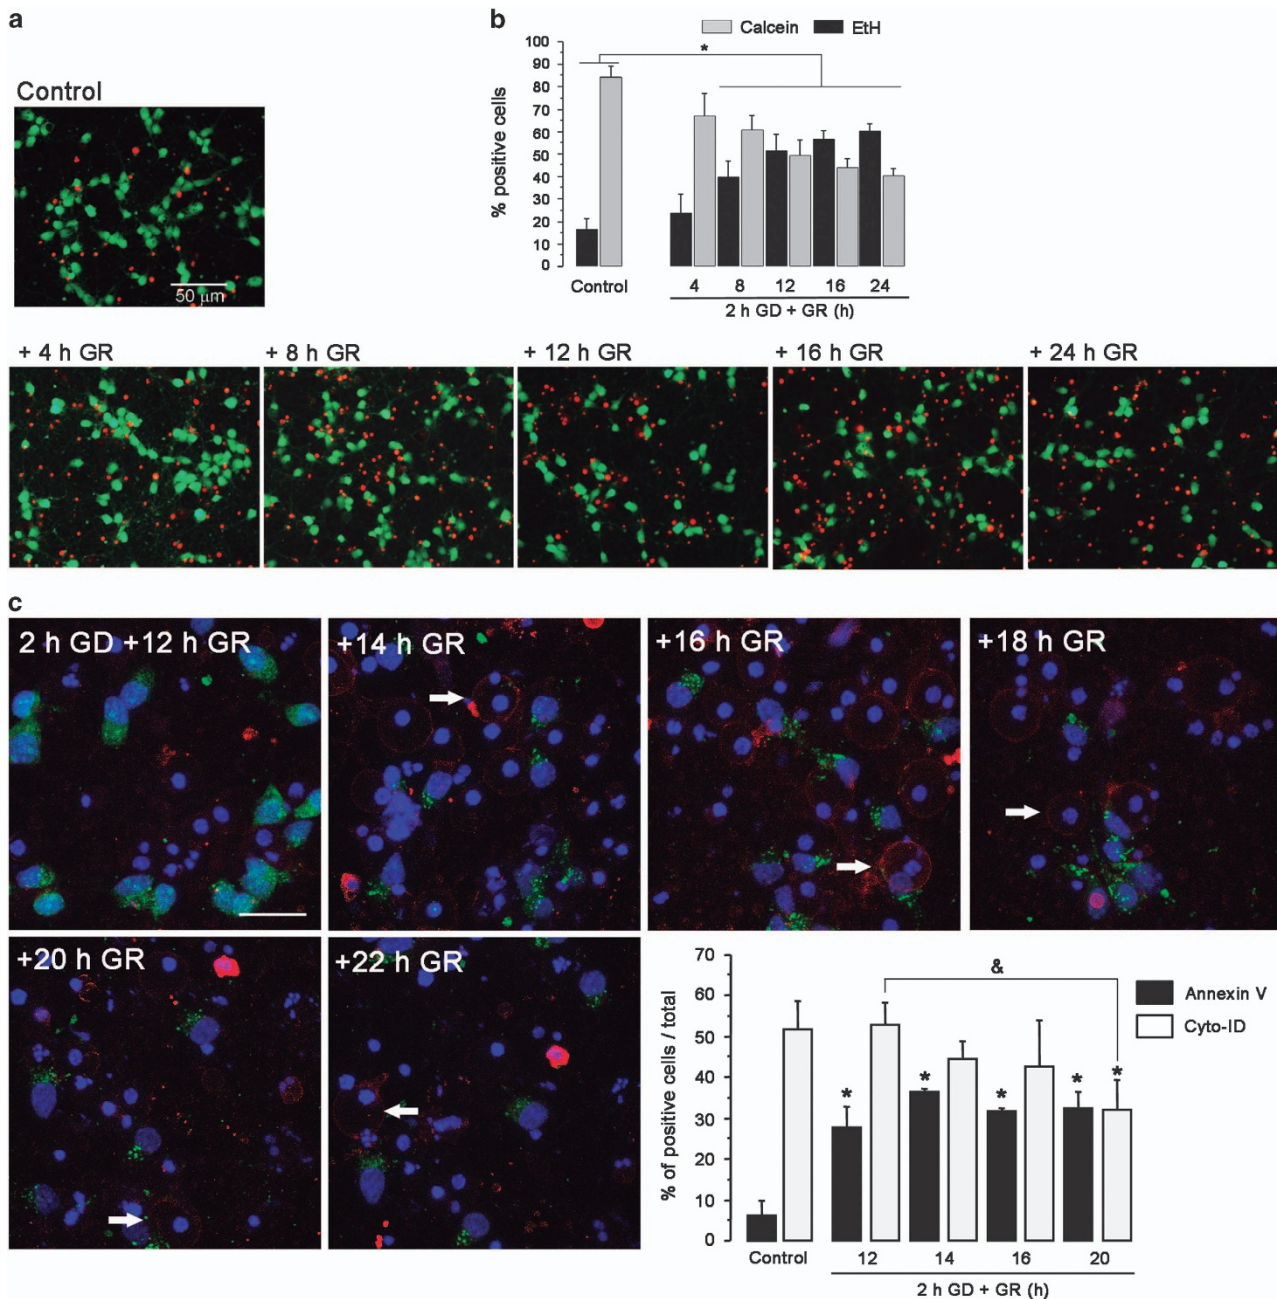 a
Control
50 μm
b
Calcein EtH
% positive cells
100
90
80
70
60
50
40
30
20
10
0
*
Control 4 8 12 16 24
2 h GD + GR (h)
+ 4 h GR + 8 h GR + 12 h GR + 16 h GR + 24 h GR
c
2 h GD +12 h GR +14 h GR +16 h GR +18 h GR
+20 h GR +22 h GR
% of positive cells / total
70
60
50
40
30
20
10
0
&
Annexin V
Cyto-ID
* * * * *
Control 12 14 16 20
2 h GD + GR (h)